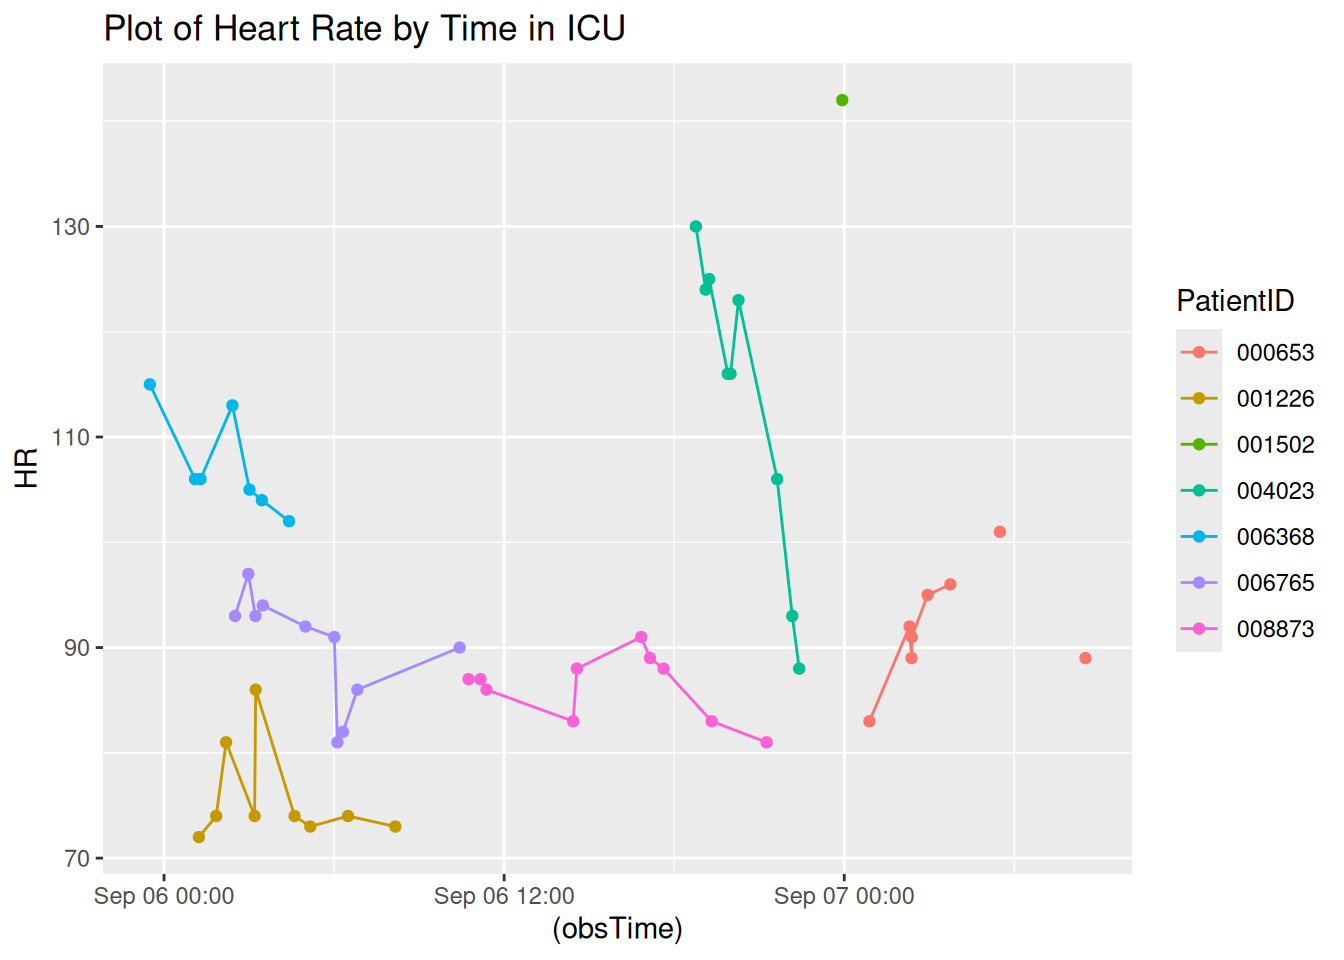 Plot of Heart Rate by Time in ICU
130
110
90
70
HR
Sep 06 00:00
Sep 06 12:00
Sep 07 00:00
(obsTime)
PatientID
000653
001226
001502
004023
006368
006765
008873